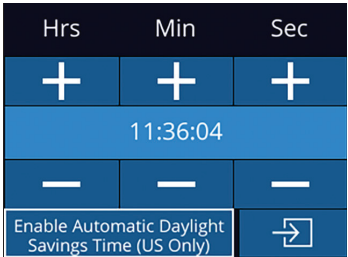 Hrs Min Sec
11:36:04
Enable Automatic Daylight
Savings Time (US Only)